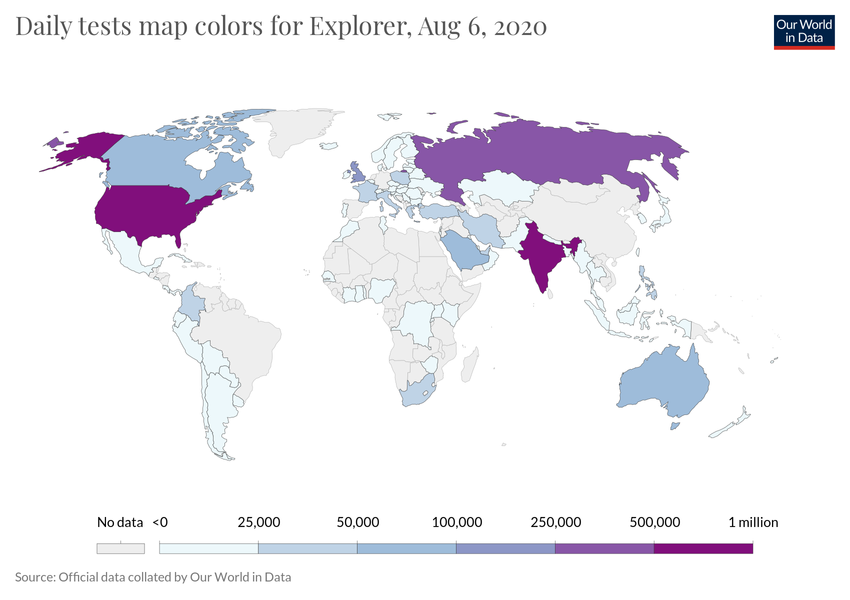 Daily tests map colors for Explorer, Aug 6, 2020
Our World
in Data
No data <0 25,000 50,000 100,000 250,000 500,000 1 million
Source: Official data collated by Our World in Data